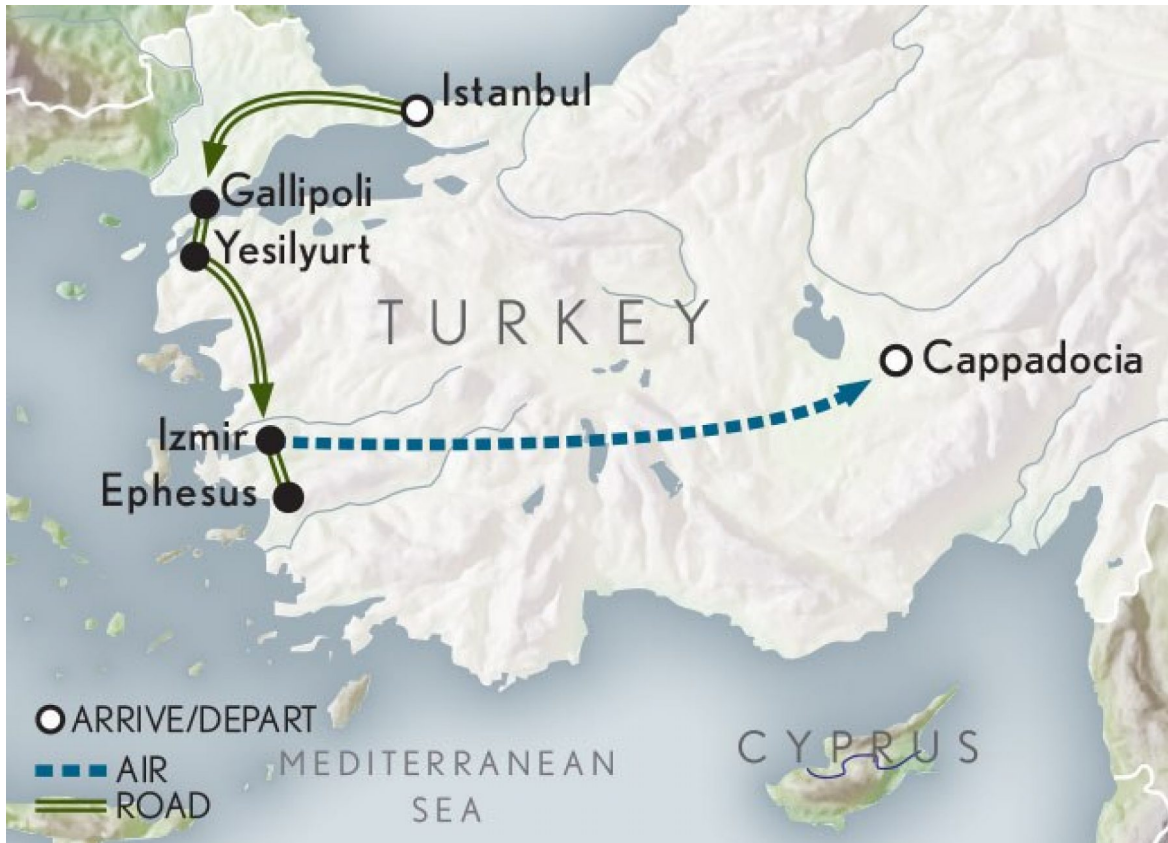 Istanbul
Gallipoli
Yesilyurt
TURKEY
Cappadocia
Izmir
Ephesus
ARRIVE/DEPART
AIR
ROAD
MEDITERRANEAN
SEA
CYPRUS